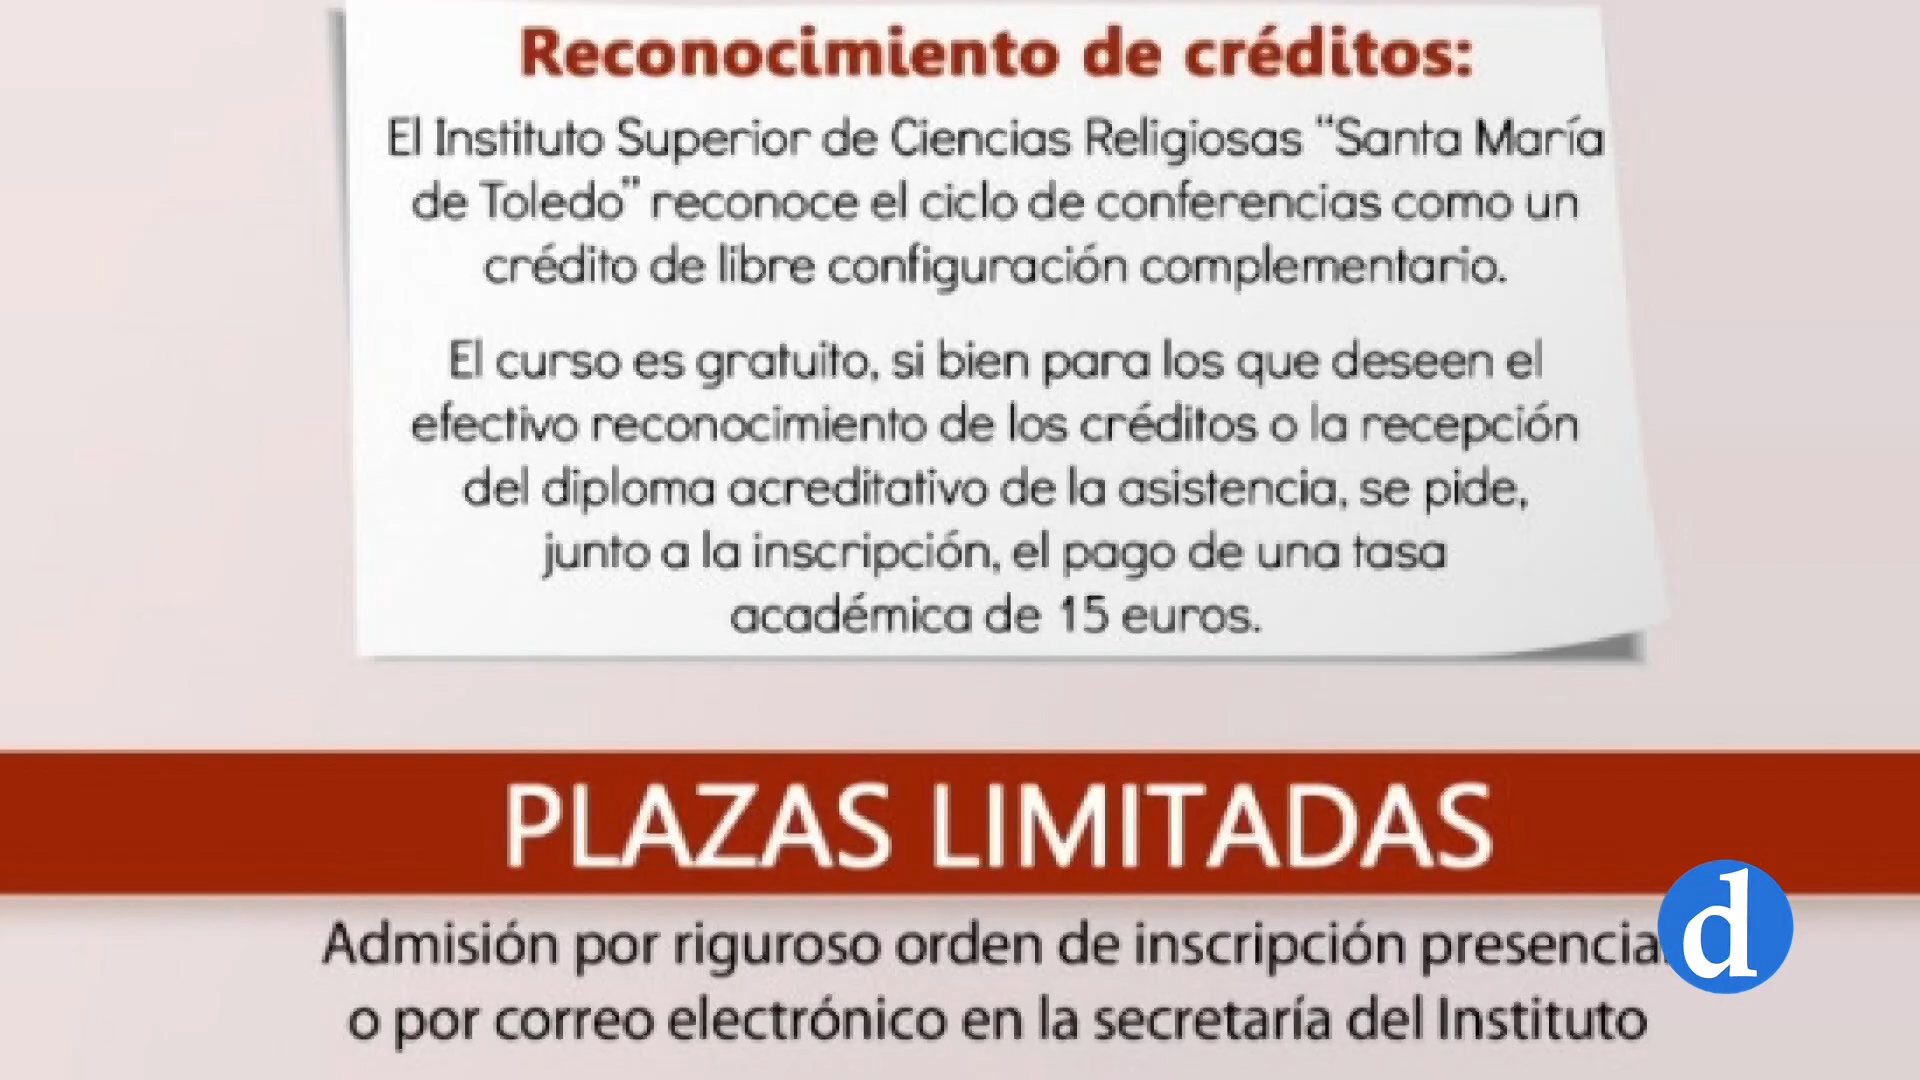 Reconocimiento de créditos:
El Instituto Superior de Ciencias Religiosas “Santa María
de Toledo” reconoce el ciclo de conferencias como un
crédito de libre configuración complementario.
El curso es gratuito, si bien para los que deseen el
efectivo reconocimiento de los créditos o la recepción
del diploma acreditativo de la asistencia, se pide,
junto a la inscripción, el pago de una tasa
académica de 15 euros.
PLAZAS LIMITADAS
d
Admisión por riguroso orden de inscripción presencial
o por correo electrónico en la secretaría del Instituto